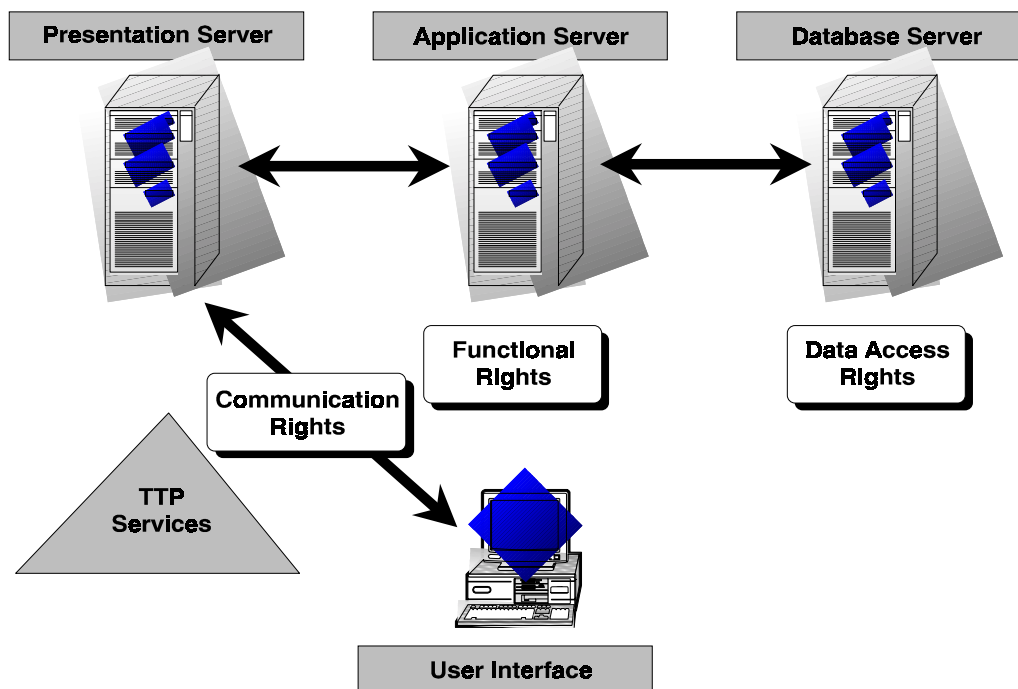 Presentation Server
Application Server
Database Server
Functional
Rights
Data Access
Rights
Communication
Rights
TTP
Services
User Interface